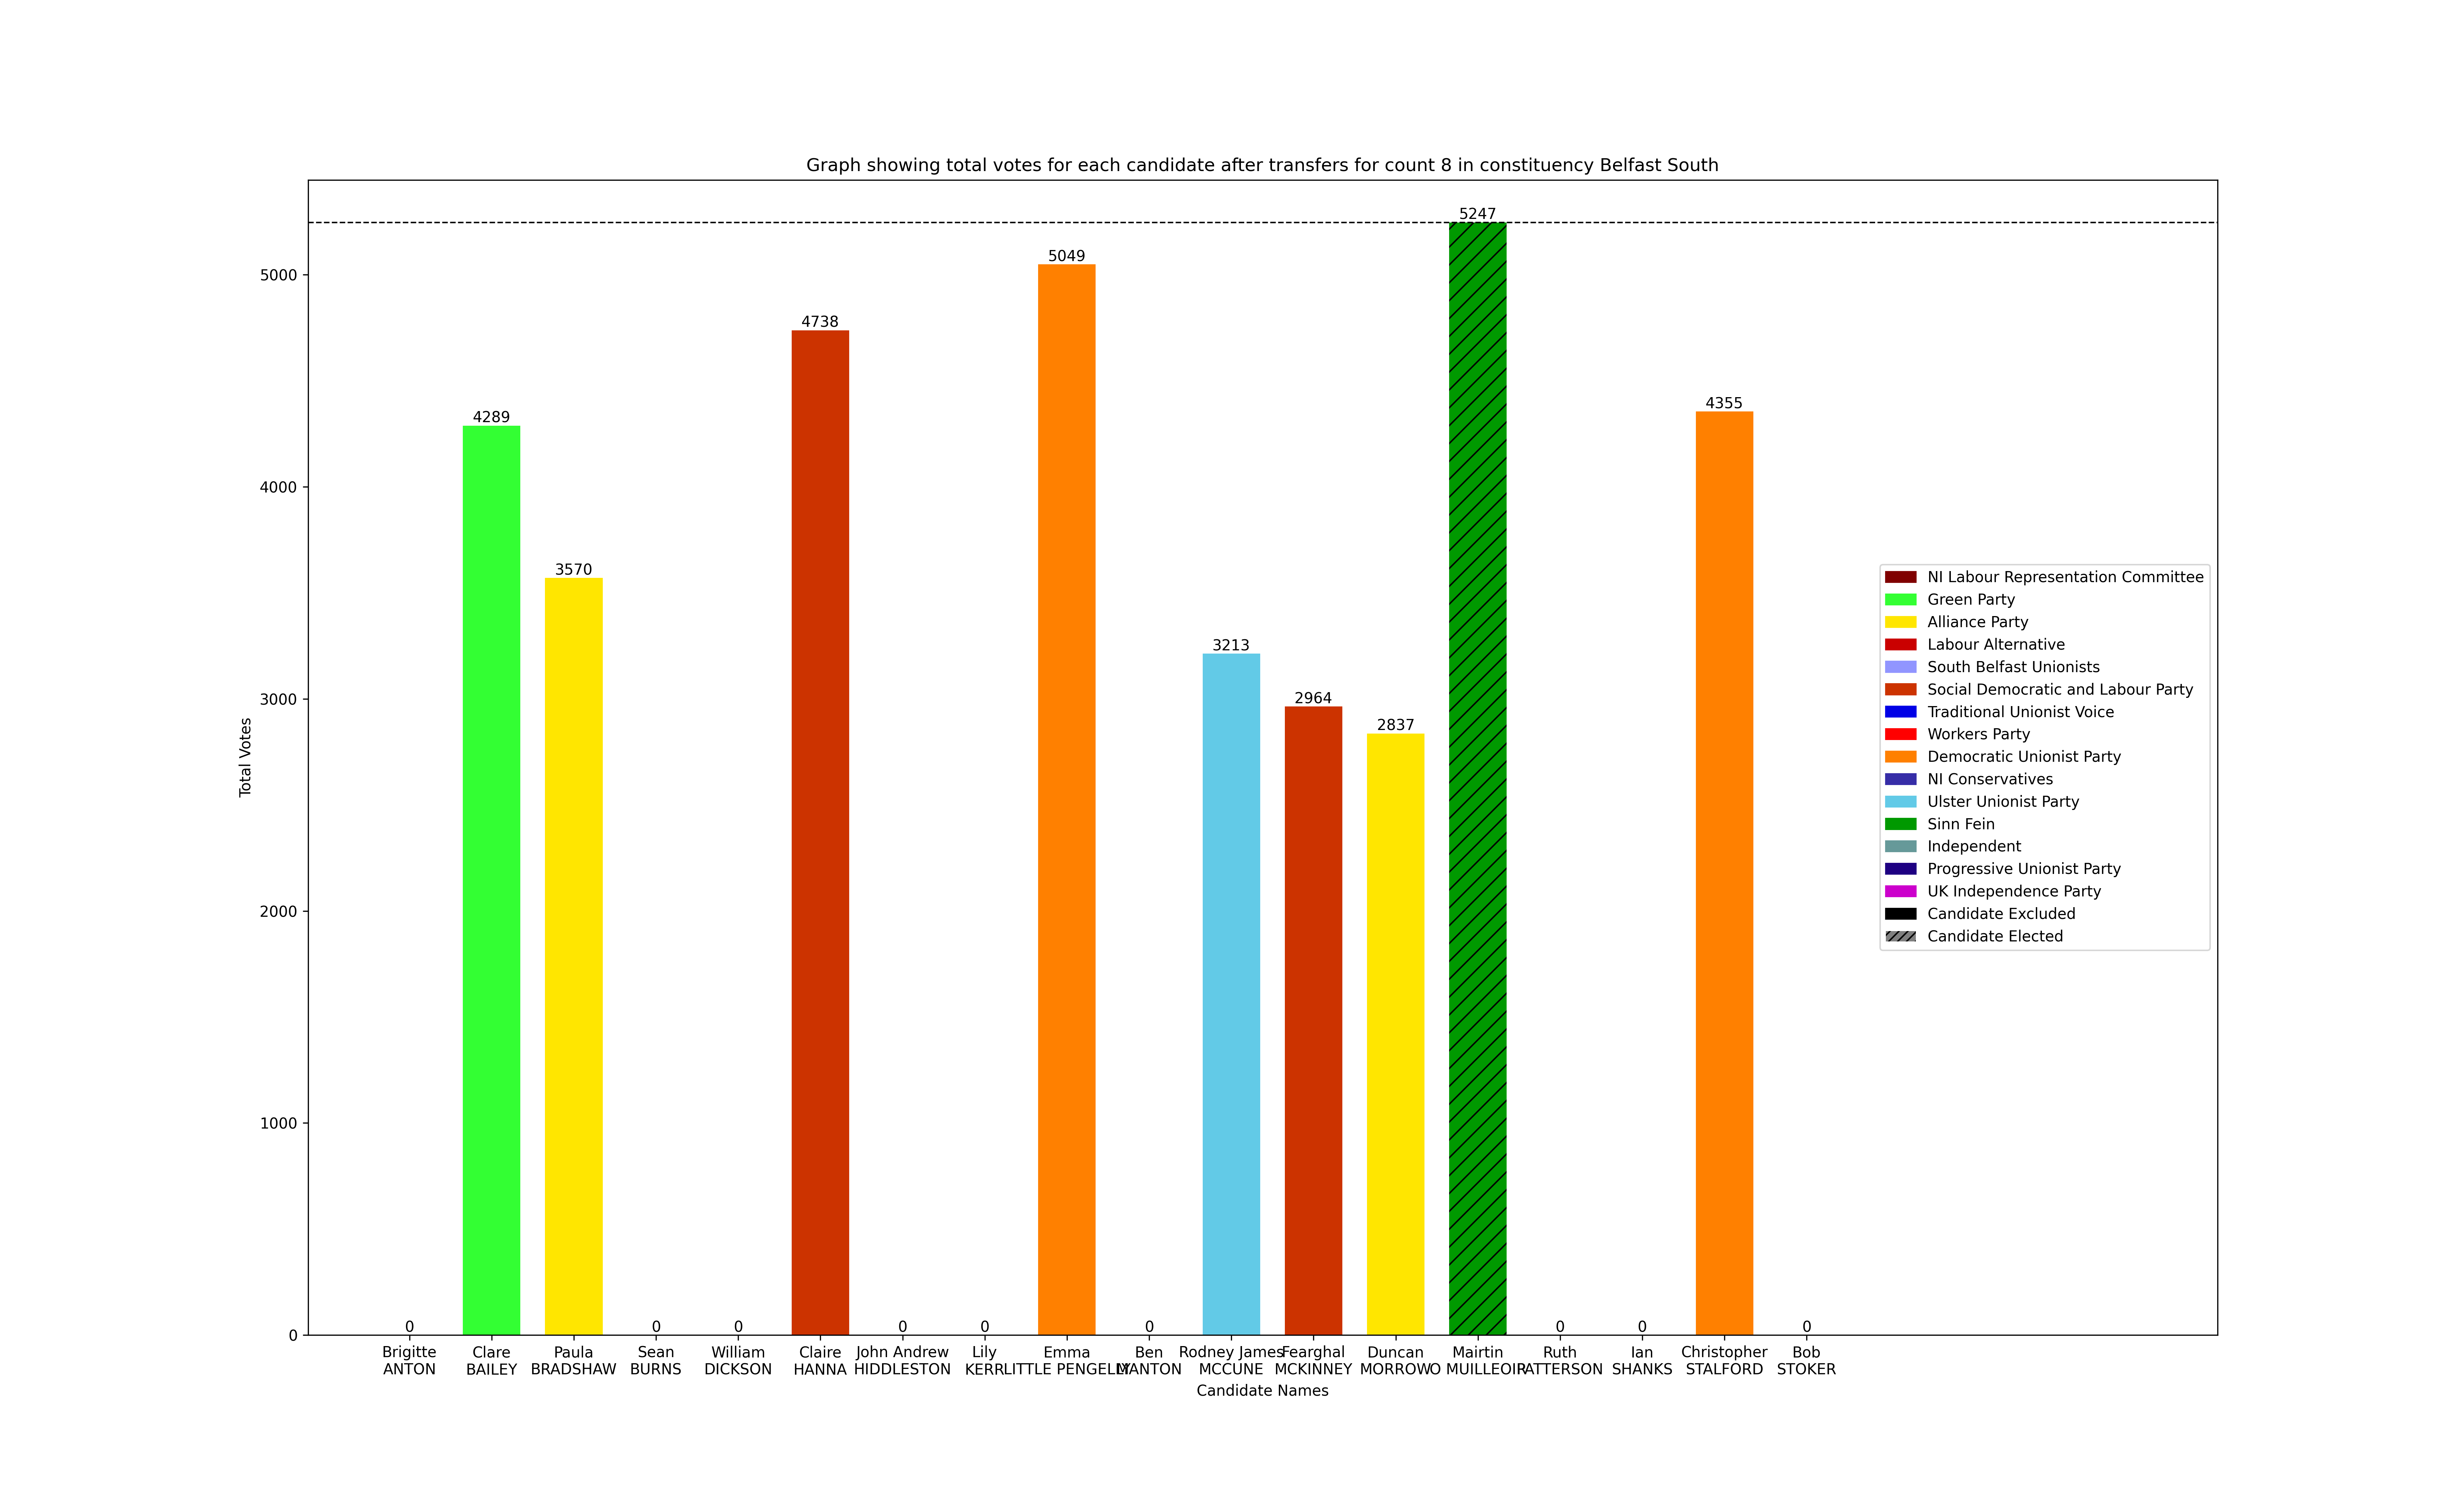 Graph showing total votes for each candidate after transfers for count 8 in constituency Belfast South
Total Votes
5000
4000
3000
2000
1000
0
0
4289
3570
0
0
4738
0
0
5049
0
3213
2964
2837
5247
0
0
4355
0
Brigitte
ANTON
Clare
BAILEY
Paula
BRADSHAW
Sean
BURNS
William
DICKSON
Claire
HANNA
John Andrew
HIDDLESTON
Lily
KERR
Emma
LITTLE PENGELLY
Ben
MANTON
Rodney James
MCCUNE
Fearghal
MCKINNEY
Duncan
MORROW
Mairtin
O MUILLEOIR
Ruth
PATTERSON
Ian
SHANKS
Christopher
STALFORD
Bob
STOKER
Candidate Names
NI Labour Representation Committee
Green Party
Alliance Party
Labour Alternative
South Belfast Unionists
Social Democratic and Labour Party
Traditional Unionist Voice
Workers Party
Democratic Unionist Party
NI Conservatives
Ulster Unionist Party
Sinn Fein
Independent
Progressive Unionist Party
UK Independence Party
Candidate Excluded
Candidate Elected